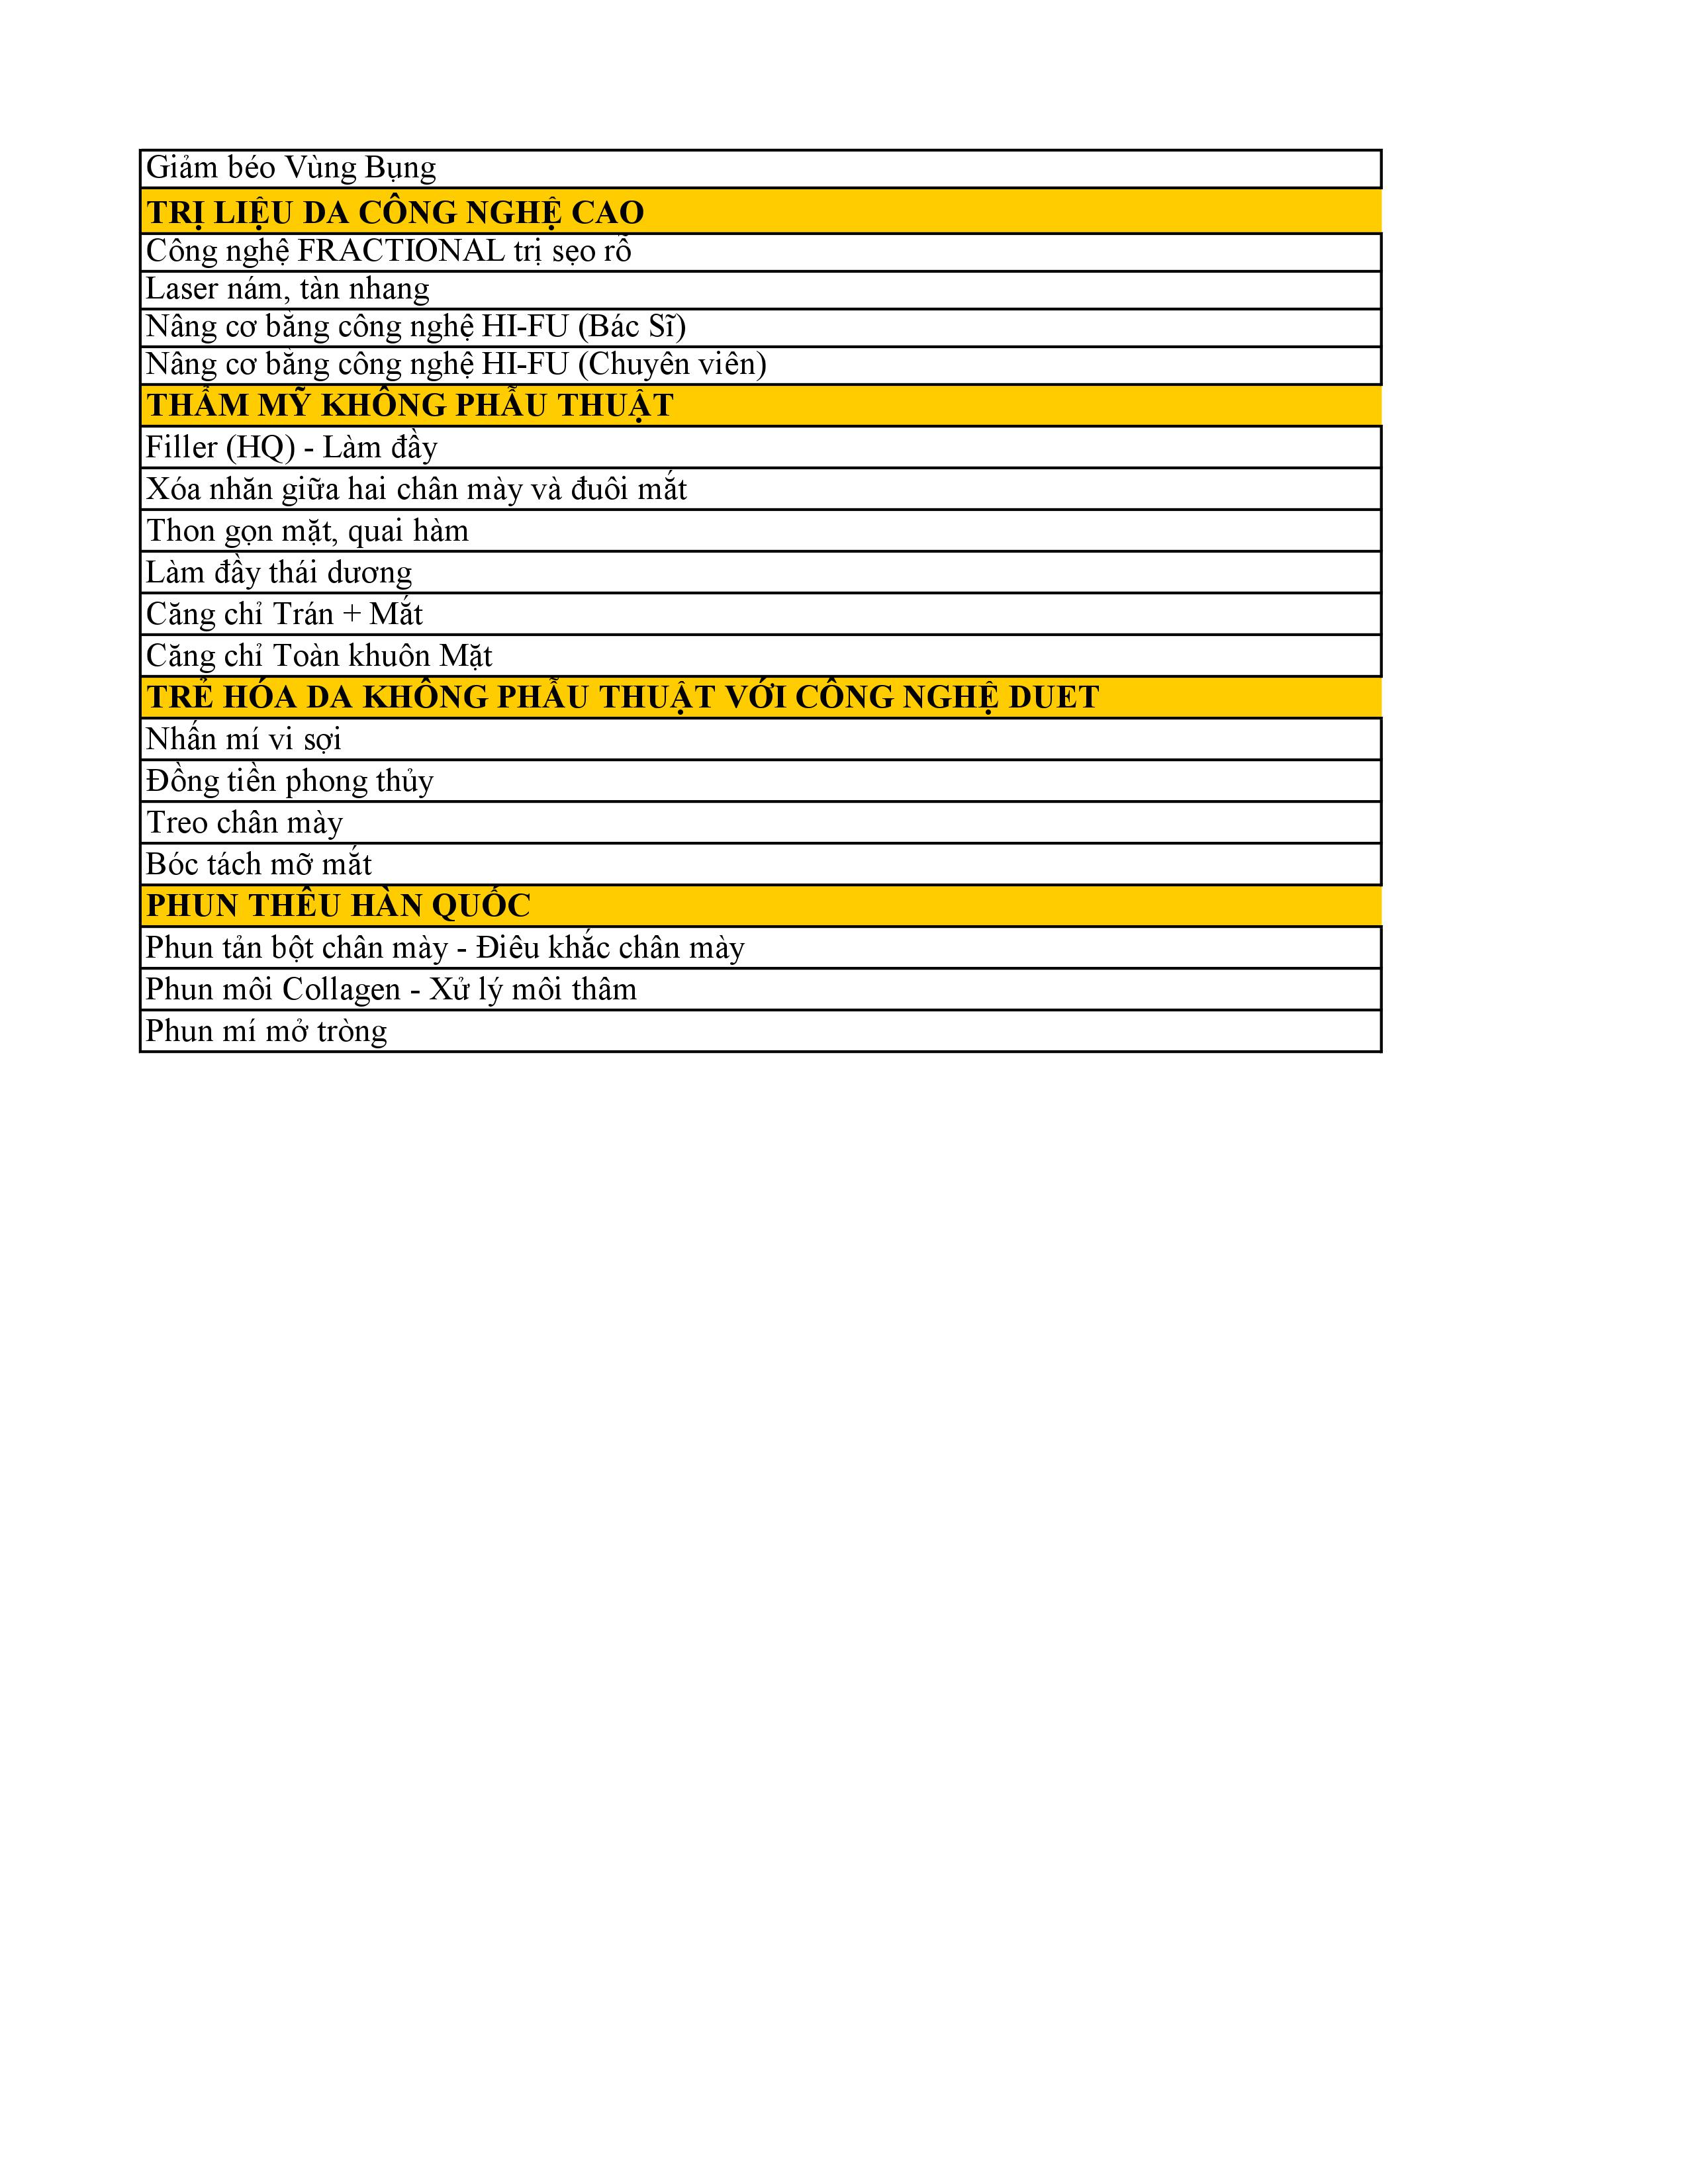 Giảm béo Vùng Bụng
TRỊ LIỆU DA CÔNG NGHỆ CAO
Công nghệ FRACTIONAL trị sẹo rỗ
Laser nám, tàn nhang
Nâng cơ bằng công nghệ HI-FU (Bác Sĩ)
Nâng cơ bằng công nghệ HI-FU (Chuyên viên)
THẨM MỸ KHÔNG PHẪU THUẬT
Filler (HQ) - Làm đầy
Xóa nhăn giữa hai chân mày và đuôi mắt
Thon gọn mặt, quai hàm
Làm đầy thái dương
Căng chỉ Trán + Mắt
Căng chỉ Toàn khuôn Mặt
TRẺ HÓA DA KHÔNG PHẪU THUẬT VỚI CÔNG NGHỆ DUET
Nhấn mí vi sợi
Đồng tiền phong thủy
Treo chân mày
Bóc tách mỡ mắt
PHUN THÊU HÀN QUỐC
Phun tản bột chân mày - Điêu khắc chân mày
Phun môi Collagen - Xử lý môi thâm
Phun mí mở tròng